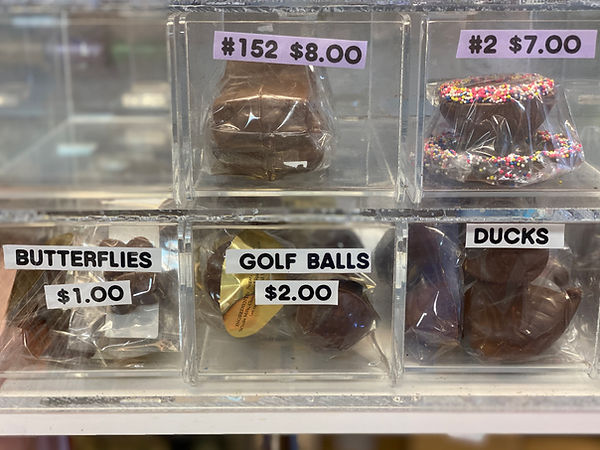 #152 $8.00
#2 $7.00
BUTTERFLIES
$1.00
GOLF BALLS
$2.00
DUCKS